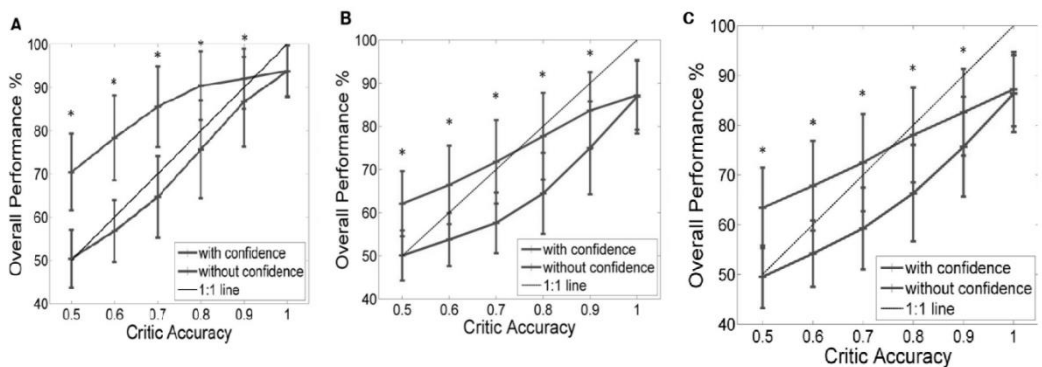 A
Overall Performance %
100
90
80
70
60
50
40
* * * * *
with confidence
without confidence
1:1 line
0.5 0.6 0.7 0.8 0.9 1
Critic Accuracy
B
Overall Performance %
100
90
80
70
60
50
40
* * * * *
with confidence
without confidence
1:1 line
0.5 0.6 0.7 0.8 0.9 1
Critic Accuracy
C
Overall Performance %
100
90
80
70
60
50
40
* * * * *
with confidence
without confidence
1:1 line
0.5 0.6 0.7 0.8 0.9 1
Critic Accuracy